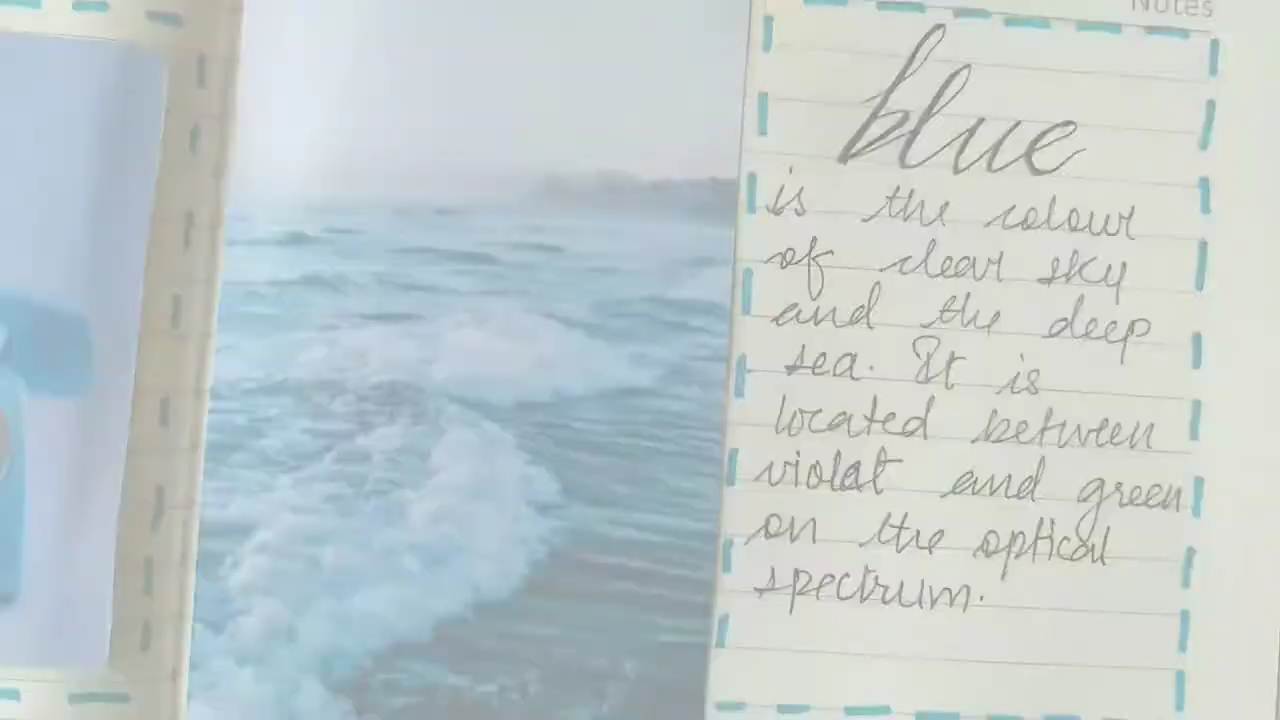 Notes
blue
is the colour
of clear sky
and the deep
sea. It is
located between
violat and green
on the optical
spectrum.